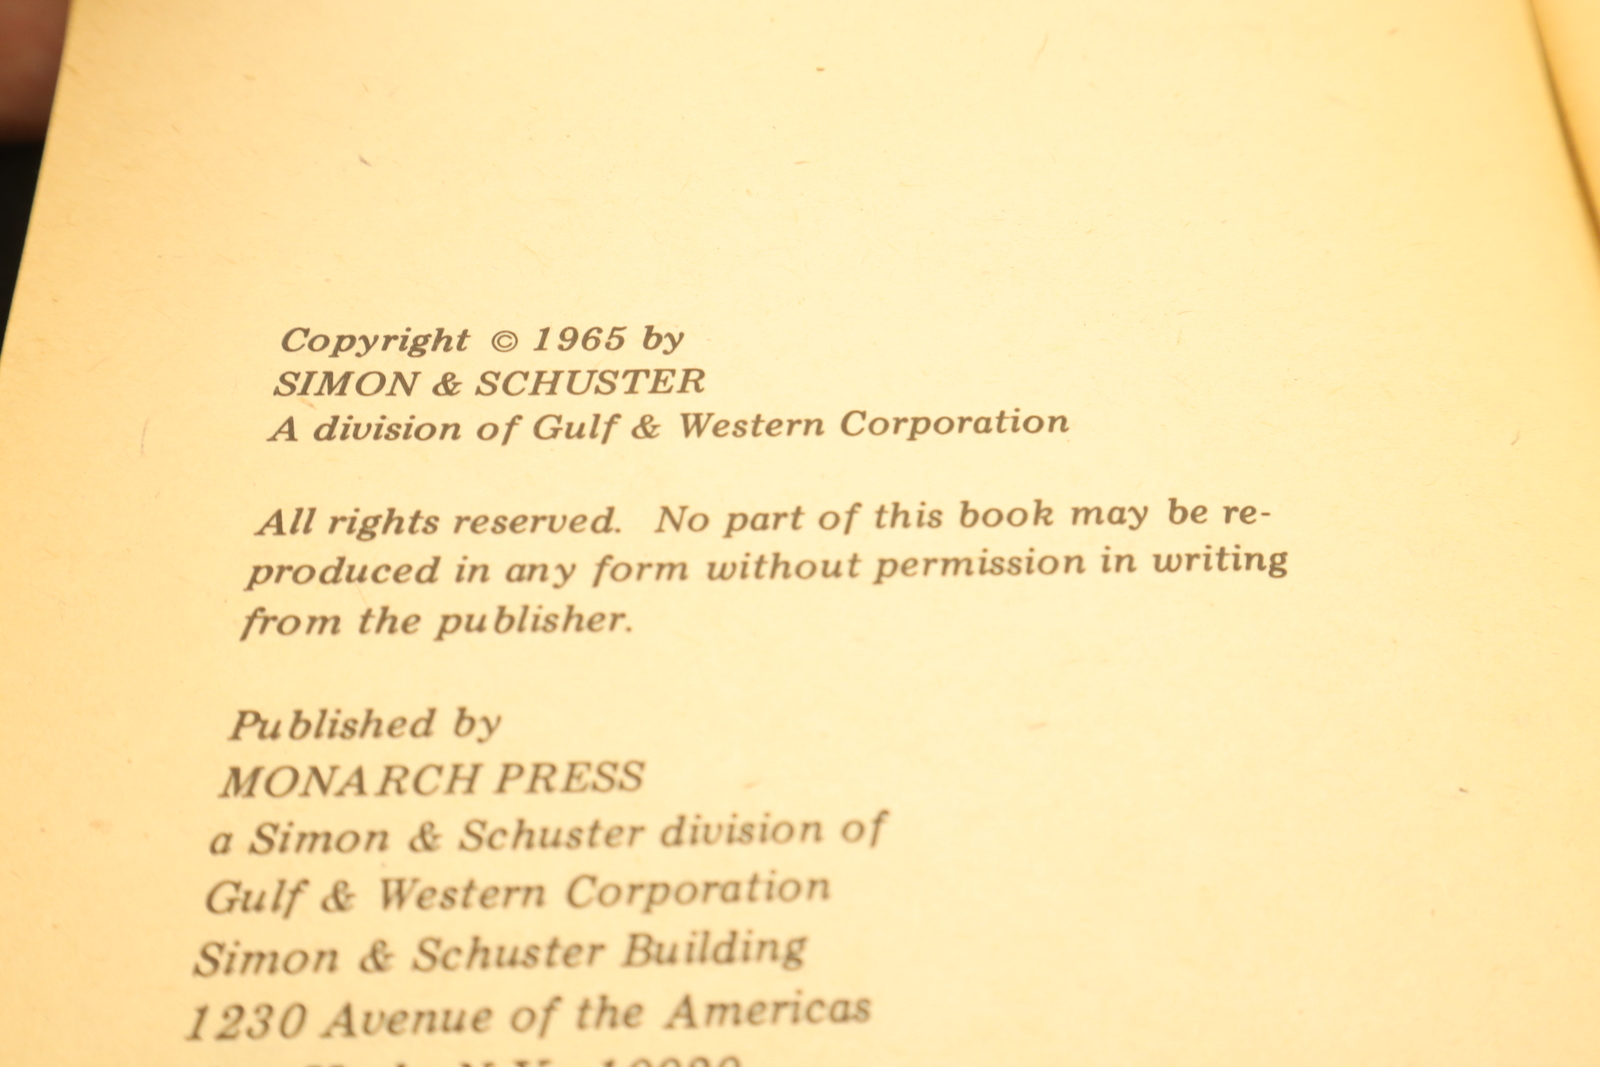 Copyright © 1965 by
SIMON & SCHUSTER
A division of Gulf & Western Corporation
All rights reserved. No part of this book may be re-
produced in any form without permission in writing
from the publisher.
Published by
MONARCH PRESS
a Simon & Schuster division of
Gulf & Western Corporation
Simon & Schuster Building
1230 Avenue of the Americas